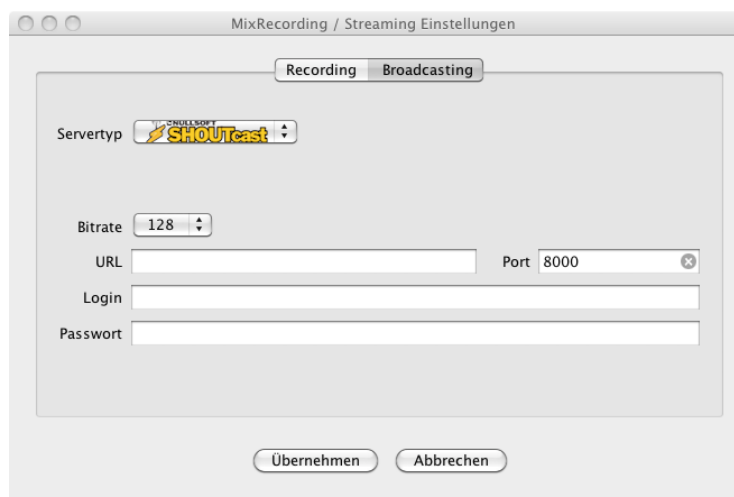 MixRecording / Streaming Einstellungen
Recording Broadcasting
Servertyp NULLSOFT SHOUTcast
Bitrate 128
URL Port 8000
Login
Passwort
Übernehmen Abbrechen